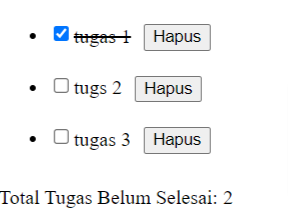 tugas 1 Hapus
tugs 2 Hapus
tugas 3 Hapus
Total Tugas Belum Selesai: 2